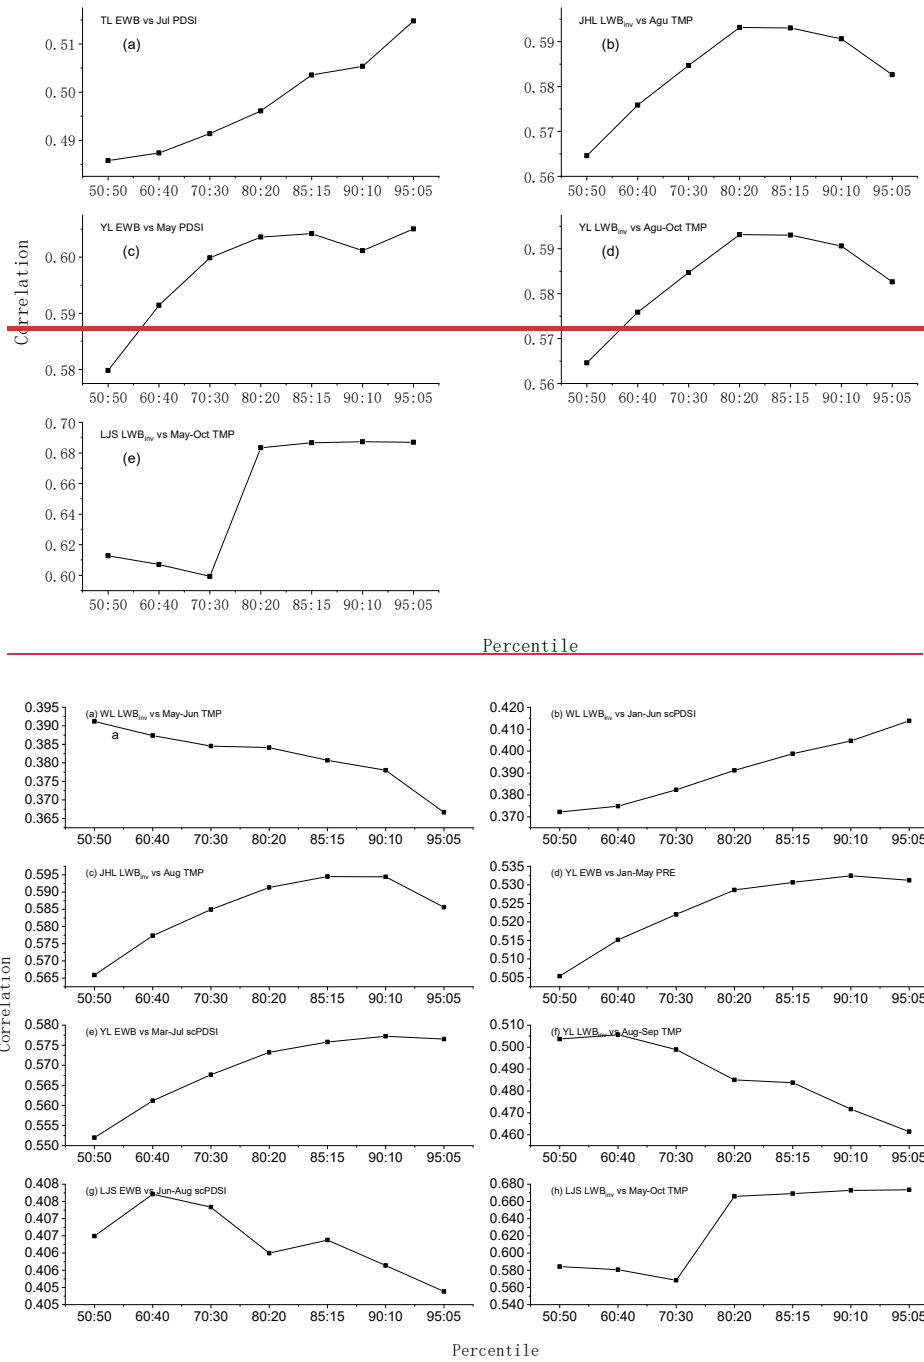 TL EWB vs Jul PDSI
(a)
0.51
0.50
0.49
50:50 60:40 70:30 80:20 85:15 90:10 95:05
JHL LWBinv vs Agu TMP
(b)
0.59
0.58
0.57
0.56
50:50 60:40 70:30 80:20 85:15 90:10 95:05
YL EWB vs May PDSI
(c)
0.60
0.59
0.58
50:50 60:40 70:30 80:20 85:15 90:10 95:05
YL LWBinv vs Agu-Oct TMP
(d)
0.59
0.58
0.57
0.56
50:50 60:40 70:30 80:20 85:15 90:10 95:05
Correlation
LJS LWBinv vs May-Oct TMP
(e)
0.70
0.68
0.66
0.64
0.62
0.60
50:50 60:40 70:30 80:20 85:15 90:10 95:05
Percentile
(a) WL LWBinv vs May-Jun TMP
a
0.395
0.390
0.385
0.380
0.375
0.370
0.365
50:50 60:40 70:30 80:20 85:15 90:10 95:05
(b) WL LWBinv vs Jan-Jun scPDSI
0.420
0.410
0.400
0.390
0.380
0.370
50:50 60:40 70:30 80:20 85:15 90:10 95:05
(c) JHL LWBinv vs Aug TMP
0.595
0.590
0.585
0.580
0.575
0.570
0.565
50:50 60:40 70:30 80:20 85:15 90:10 95:05
(d) YL EWB vs Jan-May PRE
0.535
0.530
0.525
0.520
0.515
0.510
0.505
50:50 60:40 70:30 80:20 85:15 90:10 95:05
Correlation
(e) YL EWB vs Mar-Jul scPDSI
0.580
0.575
0.570
0.565
0.560
0.555
0.550
50:50 60:40 70:30 80:20 85:15 90:10 95:05
(f) YL LWBinv vs Aug-Sep TMP
0.510
0.500
0.490
0.480
0.470
0.460
50:50 60:40 70:30 80:20 85:15 90:10 95:05
(g) LJS EWB vs Jun-Aug scPDSI
0.408
0.408
0.407
0.407
0.406
0.406
0.405
0.405
50:50 60:40 70:30 80:20 85:15 90:10 95:05
(h) LJS LWBinv vs May-Oct TMP
0.680
0.660
0.640
0.620
0.600
0.580
0.560
0.540
50:50 60:40 70:30 80:20 85:15 90:10 95:05
Percentile